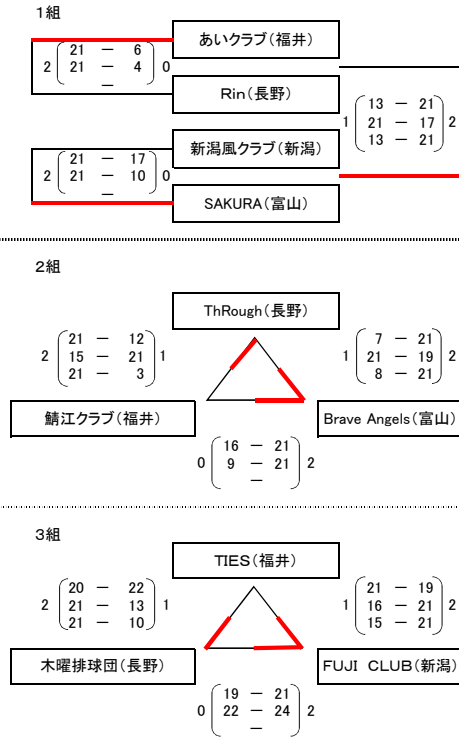 1組
あいクラブ(福井)
21 － 6
2 21 － 4 0
－
Rin(長野)
13 － 21
1 21 － 17 2
13 － 21
新潟風クラブ(新潟)
21 － 17
2 21 － 10 0
－
SAKURA(富山)
2組
ThRough(長野)
21 － 12
2 15 － 21 1
21 － 3
7 － 21
1 21 － 19 2
8 － 21
鯖江クラブ(福井)
Brave Angels(富山)
16 － 21
0 9 － 21 2
－
3組
TIES(福井)
20 － 22
2 21 － 13 1
21 － 10
21 － 19
1 16 － 21 2
15 － 21
木曜排球団(長野)
FUJI CLUB(新潟)
19 － 21
0 22 － 24 2
－